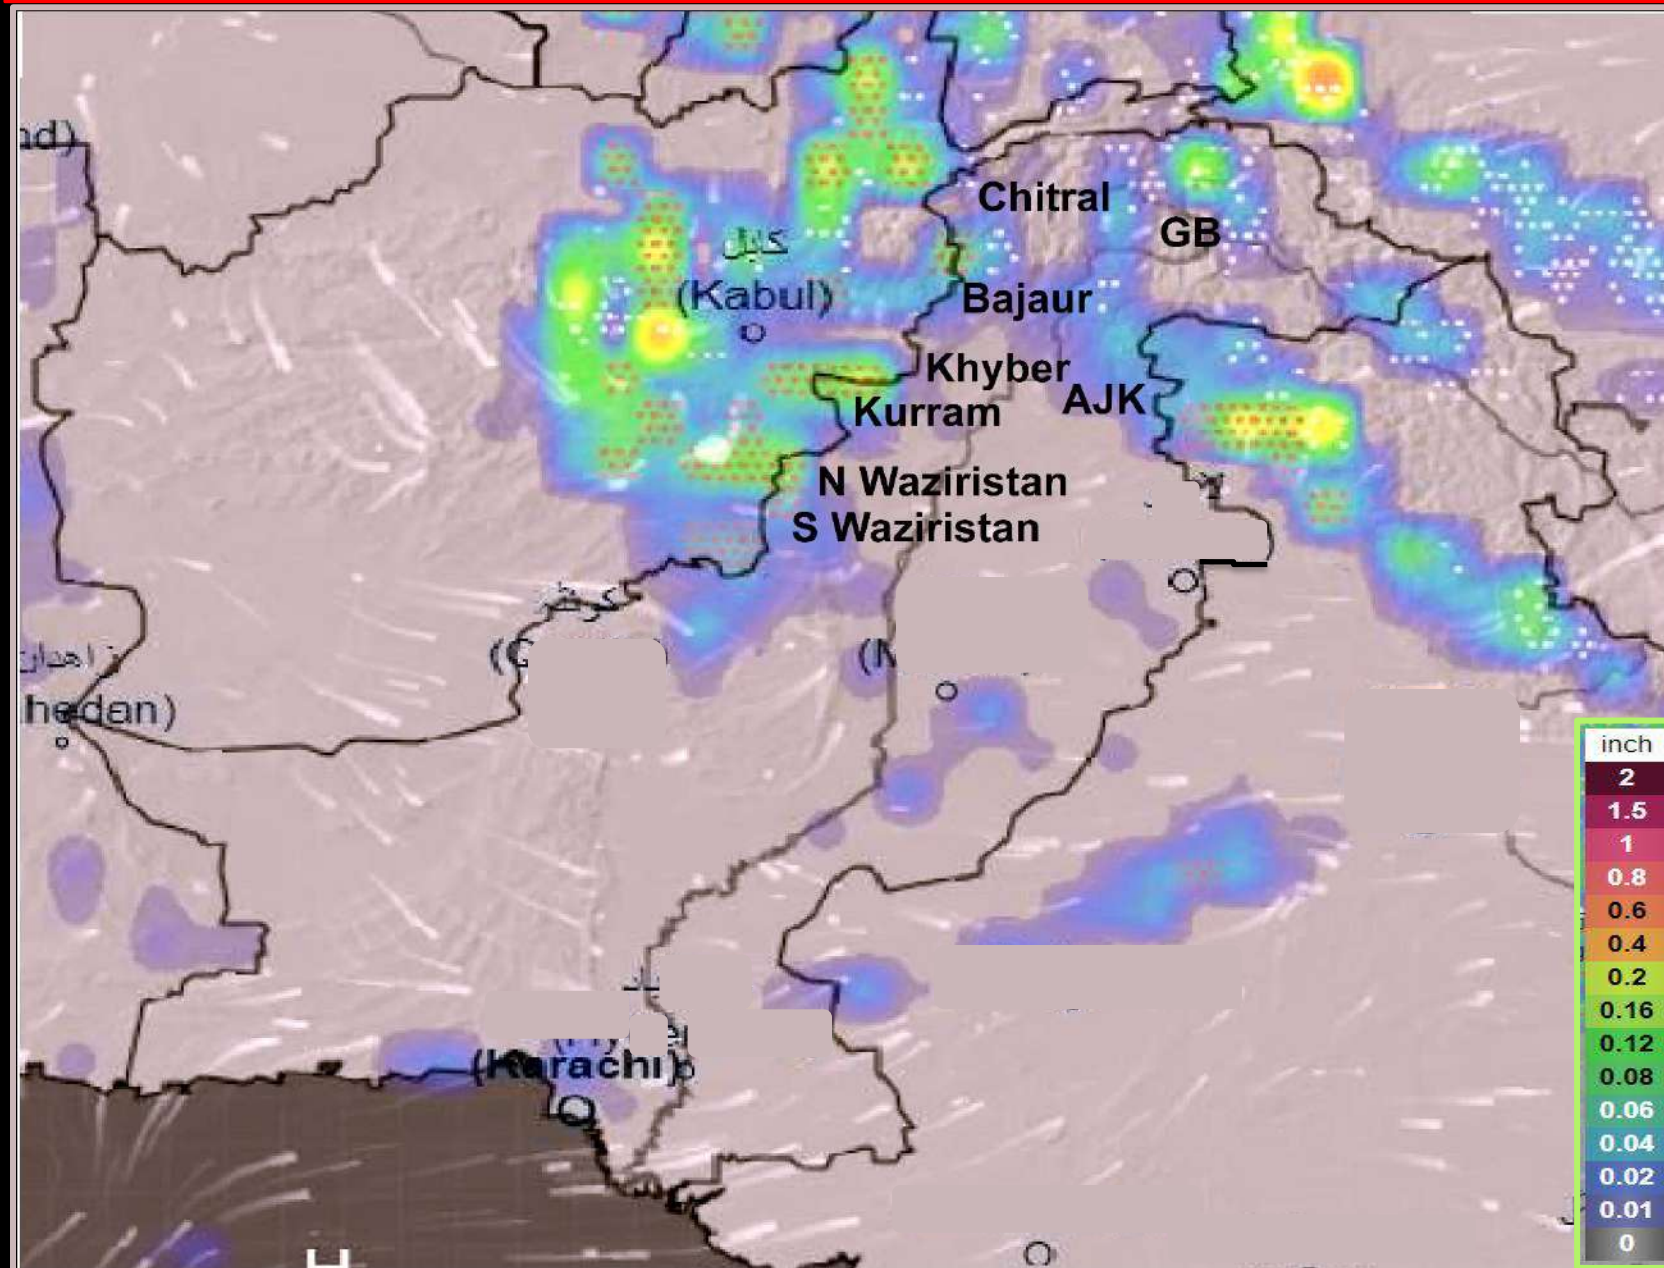 nd)
Chitral
GB
کابل
(Kabul)
Bajaur
Khyber
AJK
Kurram
N Waziristan
S Waziristan
زاهدان
hedan)
(Karachi)
H
inch
2
1.5
1
0.8
0.6
0.4
0.2
0.16
0.12
0.08
0.06
0.04
0.02
0.01
0